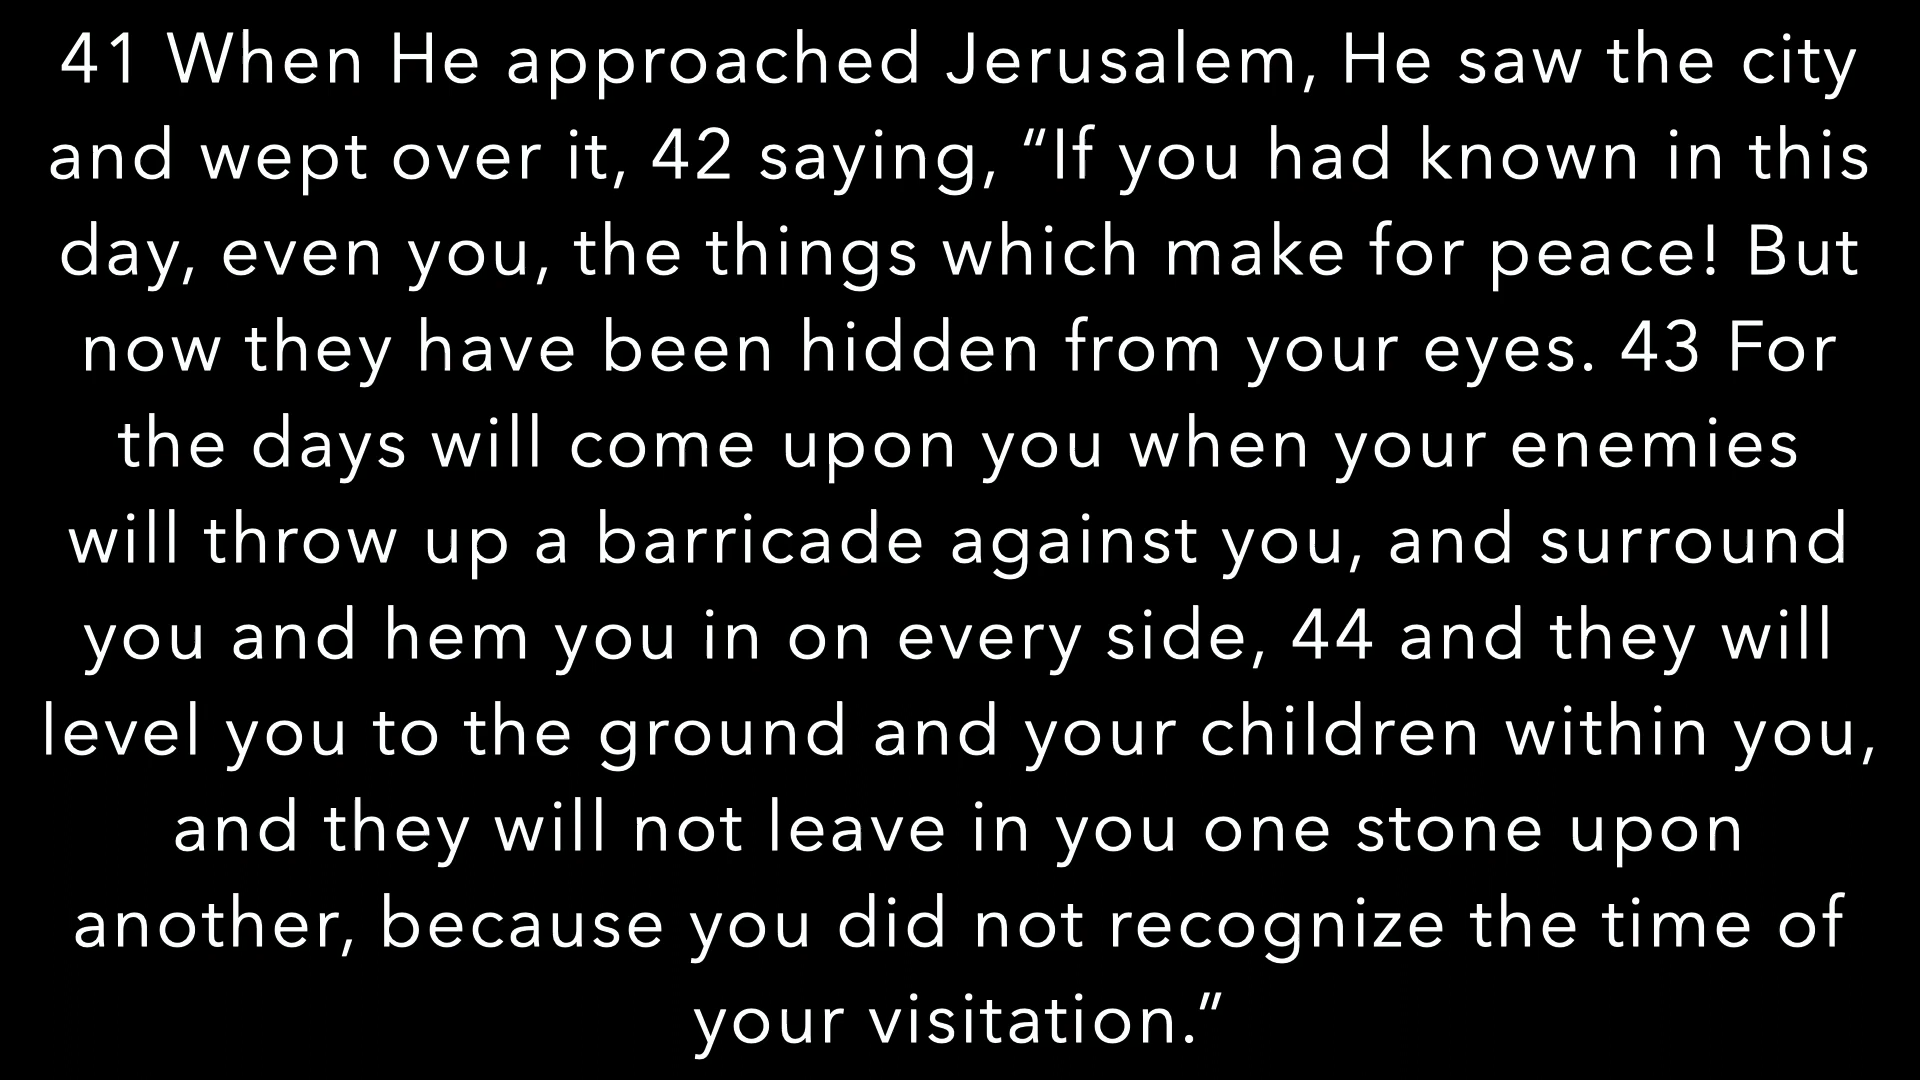 41 When He approached Jerusalem, He saw the city
and wept over it, 42 saying, “If you had known in this
day, even you, the things which make for peace! But
now they have been hidden from your eyes. 43 For
the days will come upon you when your enemies
will throw up a barricade against you, and surround
you and hem you in on every side, 44 and they will
level you to the ground and your children within you,
and they will not leave in you one stone upon
another, because you did not recognize the time of
your visitation.”